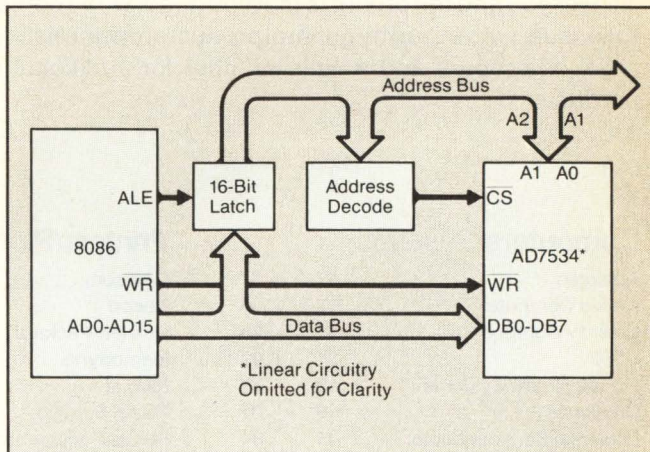 Address Bus
A2 A1
ALE
16-Bit
Latch
Address
Decode
A1 A0
CS
8086
AD7534*
WR
WR
AD0-AD15
Data Bus
DB0-DB7
*Linear Circuitry
Omitted for Clarity